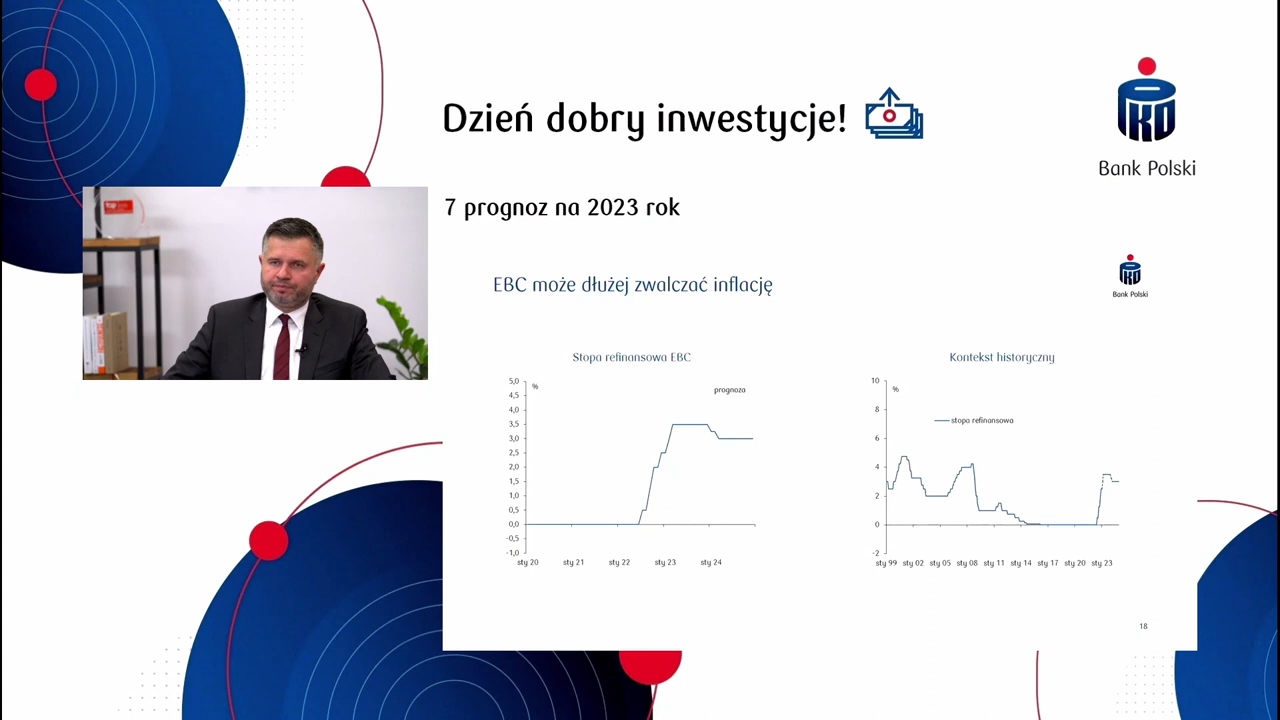 Dzień dobry inwestycje!
PKO
Bank Polski
7 prognoz na 2023 rok
EBC może dłużej zwalczać inflację
PKO
Bank Polski
Stopa refinansowa EBC
5,0
4,5
4,0
3,5
3,0
2,5
2,0
1,5
1,0
0,5
0,0
-0,5
-1,0
%
prognoza
sty 20 sty 21 sty 22 sty 23 sty 24
Kontekst historyczny
10
8
6
4
2
0
-2
%
stopa refinansowa
sty 99 sty 02 sty 05 sty 08 sty 11 sty 14 sty 17 sty 20 sty 23
18